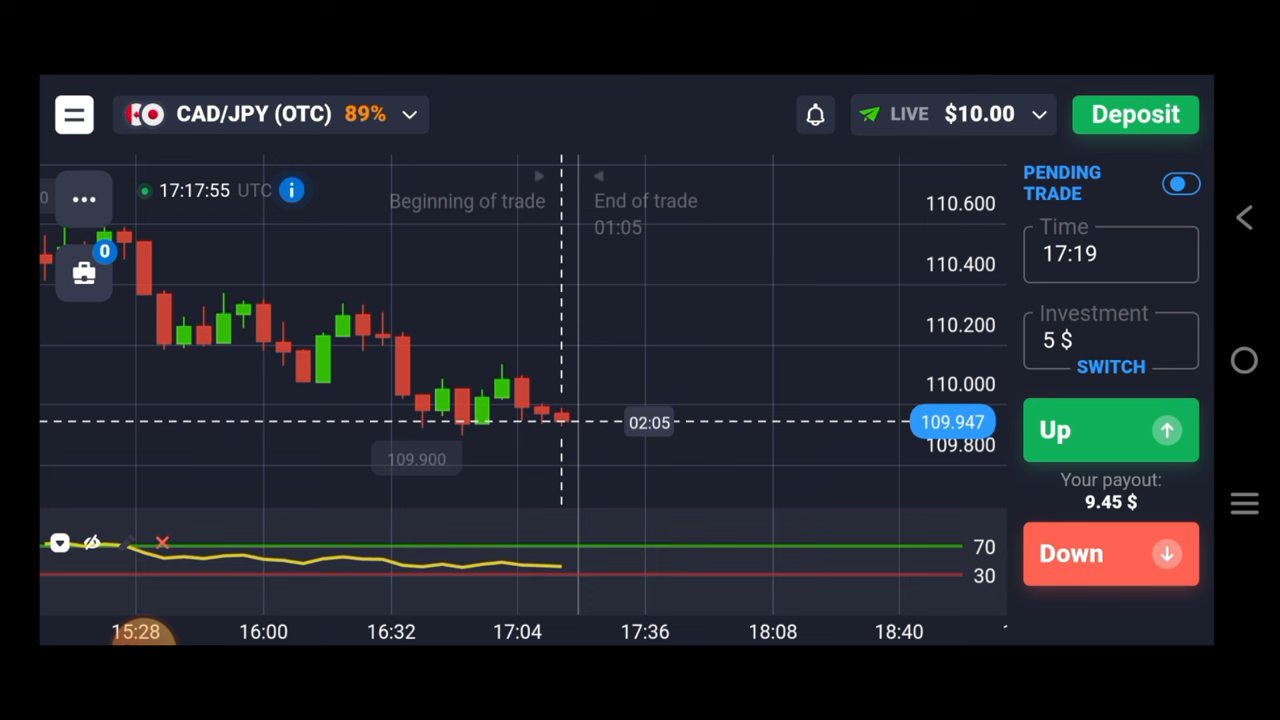 CAD/JPY (OTC) 89%
LIVE $10.00
Deposit
0
17:17:55 UTC
i
Beginning of trade
End of trade
01:05
0
110.600
110.400
110.200
110.000
109.947
109.800
02:05
109.900
70
30
15:28 16:00 16:32 17:04 17:36 18:08 18:40
PENDING
TRADE
Time
17:19
Investment
5 $
SWITCH
Up
Your payout:
9.45 $
Down